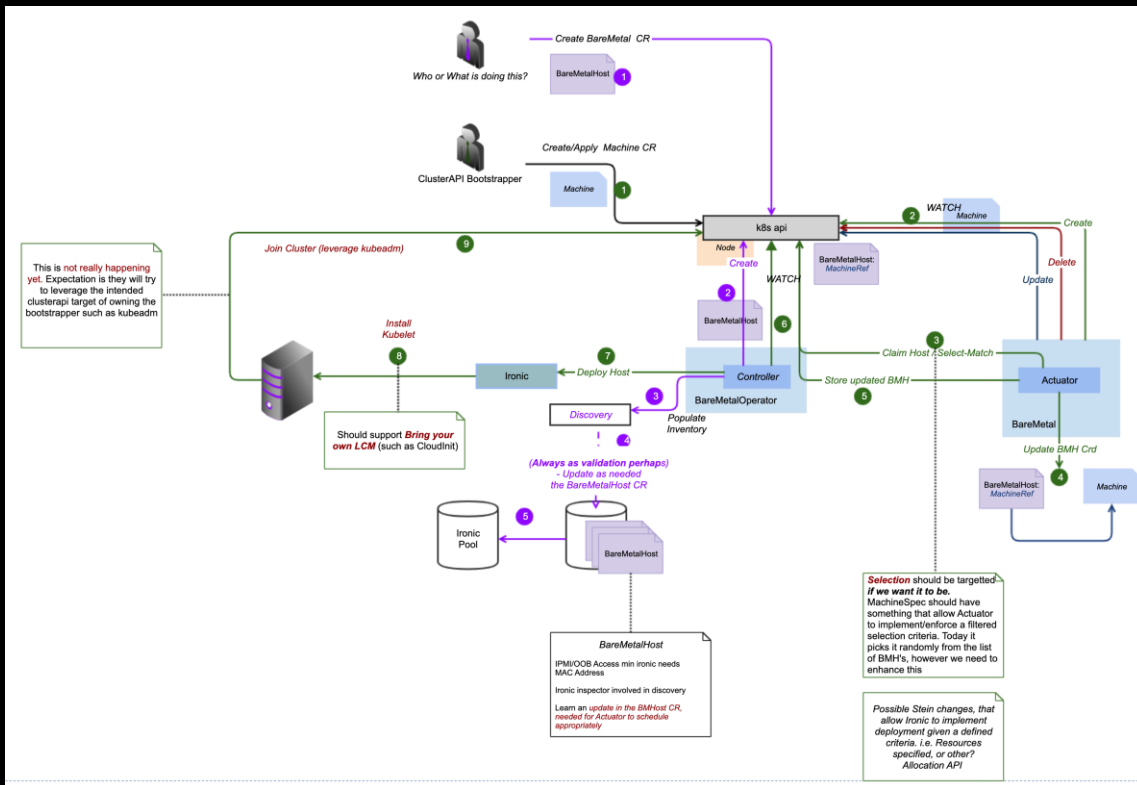 Create BareMetal CR
BareMetalHost
1
Who or What is doing this?
Create/Apply Machine CR
ClusterAPI Bootstrapper
Machine
1
WATCH
2
Machine
Create
k8s api
Node
Create
WATCH
BareMetalHost:
MachineRef
Delete
Update
Join Cluster (leverage kubeadm)
9
This is not really happening
yet. Expectation is they will try
to leverage the intended
clusterapi target of owning the
bootstrapper such as kubeadm
2
BareMetalHost
6
Install
Kubelet
8
7
Deploy Host
Ironic
Controller
BareMetalOperator
3
Claim Host / Select-Match
Store updated BMH
5
Actuator
BareMetal
3
Discovery
Populate
Inventory
4
Should support Bring your
own LCM (such as CloudInit)
(Always as validation perhaps)
- Update as needed
the BareMetalHost CR
Update BMH Crd
4
BareMetalHost:
MachineRef
Machine
Ironic
Pool
5
BareMetalHost
Selection should be targetted
if we want it to be.
MachineSpec should have
something that allow Actuator
to implement/enforce a filtered
selection criteria. Today it
picks it randomly from the list
of BMH's, however we need to
enhance this
BareMetalHost
IPMI/OOB Access min ironic needs
MAC Address
Ironic inspector involved in discovery
Learn an update in the BMHost CR,
needed for Actuator to schedule
appropriately
Possible Stein changes, that
allow Ironic to implement
deployment given a defined
criteria. i.e. Resources
specified, or other?
Allocation API